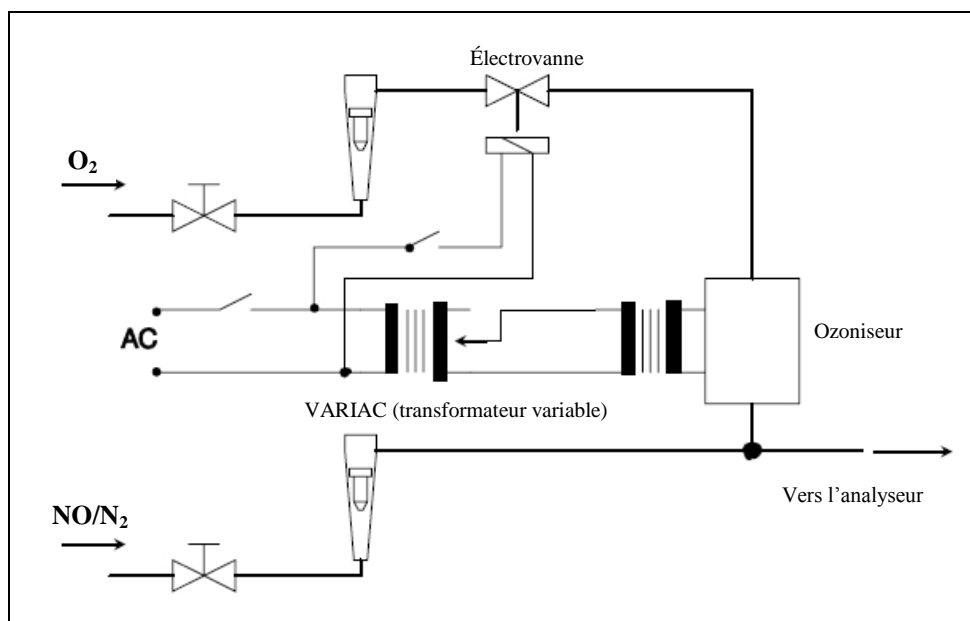 Électrovanne
O₂
AC
Ozoniseur
VARIAC (transformateur variable)
Vers l’analyseur
NO/N₂